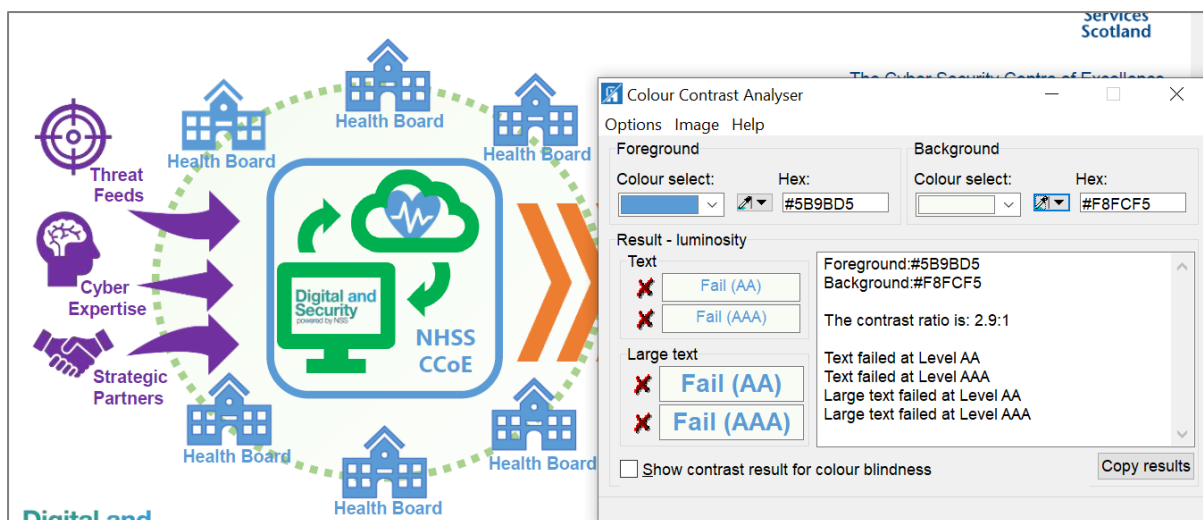 Services
Scotland
The Cyber Security Centre of Excellence
Health Board
Health Board
Health Board
Threat
Feeds
Cyber
Expertise
Strategic
Partners
Digital and
Security
powered by NSS
NHSS
CCoE
Health Board
Health Board
Health Board
Digital and
Colour Contrast Analyser
Options Image Help
Foreground
Colour select:
Hex:
#5B9BD5
Background
Colour select:
Hex:
#F8FCF5
Result - luminosity
Text
Fail (AA)
Fail (AAA)
Large text
Fail (AA)
Fail (AAA)
Foreground:#5B9BD5
Background:#F8FCF5
The contrast ratio is: 2.9:1
Text failed at Level AA
Text failed at Level AAA
Large text failed at Level AA
Large text failed at Level AAA
Show contrast result for colour blindness
Copy results